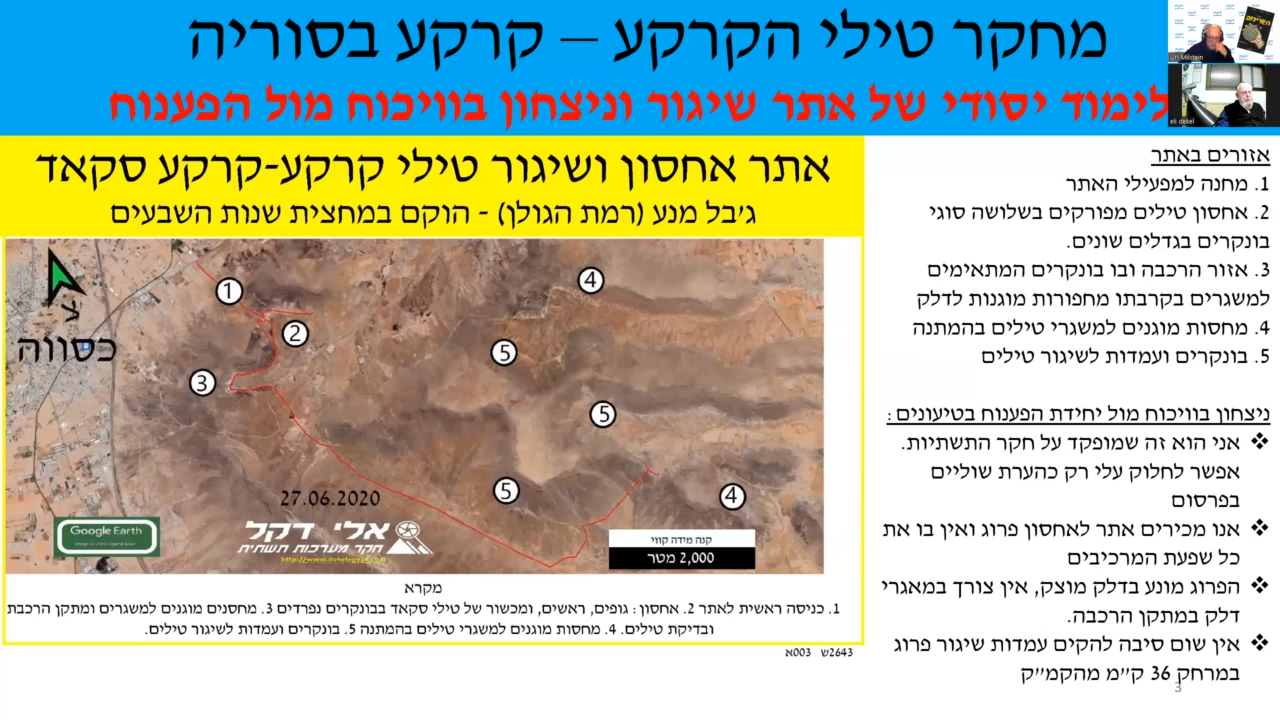 מחקר טילי הקרקע – קרקע בסוריה
לימוד יסודי של אתר שיגור וניצחון בוויכוח מול הפענוח
Uri Milstein
eli dekel
אתר אחסון ושיגור טילי קרקע-קרקע סקאד
ג'בל מנע (רמת הגולן) - הוקם במחצית שנות השבעים
צ
כסווה
1
2
3
4
5
5
5
4
27.06.2020
אלי דקל
חקר מערכות תשתית
Google Earth
קנה מידה קווי
2,000 מטר
מקרא
1. כניסה ראשית לאתר 2. אחסון: גופים, ראשים, ומכשור של טילי סקאד בבונקרים נפרדים 3. מחסנים מוגנים למשגרים ומתקן הרכבת
ובדיקת טילים. 4. מחסות מוגנים למשגרי טילים בהמתנה 5. בונקרים ועמדות לשיגור טילים.
2643ש 003א
אזורים באתר
1. מחנה למפעילי האתר
2. אחסון טילים מפורקים בשלושה סוגי
בונקרים בגדלים שונים.
3. אזור הרכבה ובו בונקרים המתאימים
למשגרים בקרבתו מחפורות מוגנות לדלק
4. מחסות מוגנים למשגרי טילים בהמתנה
5. בונקרים ועמדות לשיגור טילים
ניצחון בוויכוח מול יחידת הפענוח בטיעונים:
❖ אני הוא זה שמופקד על חקר התשתיות.
אפשר לחלוק עלי רק כהערת שוליים
בפרסום
❖ אנו מכירים אתר לאחסון פרוג ואין בו את
כל שפעת המרכיבים
❖ הפרוג מונע בדלק מוצק, אין צורך במאגרי
דלק במתקן הרכבה.
❖ אין שום סיבה להקים עמדות שיגור פרוג
במרחק 36 ק"מ מהקמ"ק
3